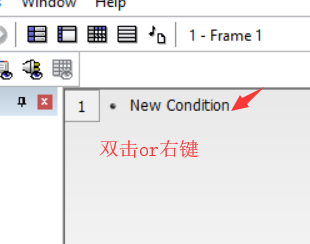 Window Help
1 - Frame 1
1 • New Condition
双击or右键